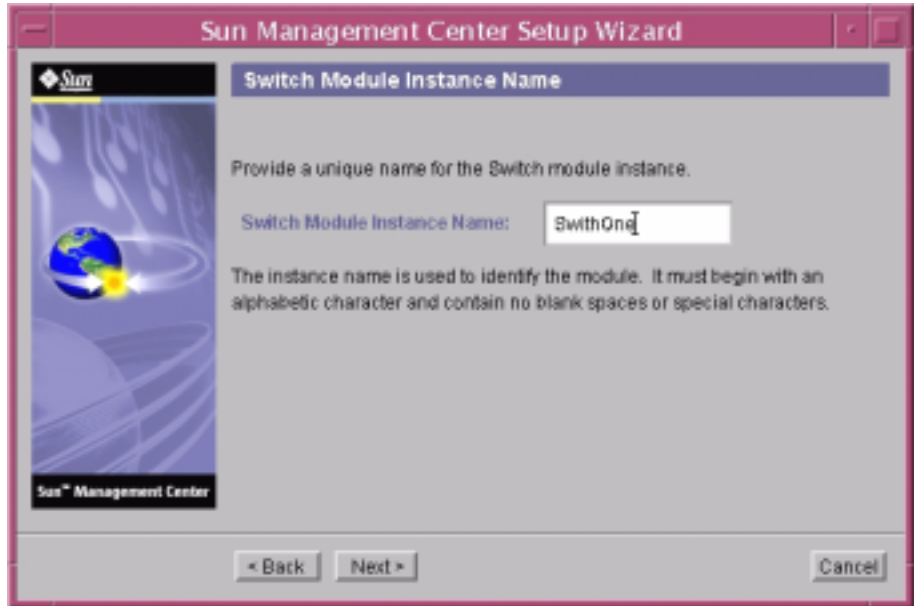 Sun Management Center Setup Wizard
Sun
Switch Module Instance Name
Provide a unique name for the Switch module instance.
Switch Module Instance Name: SwithOne
The instance name is used to identify the module. It must begin with an
alphabetic character and contain no blank spaces or special characters.
Sun™ Management Center
< Back Next > Cancel